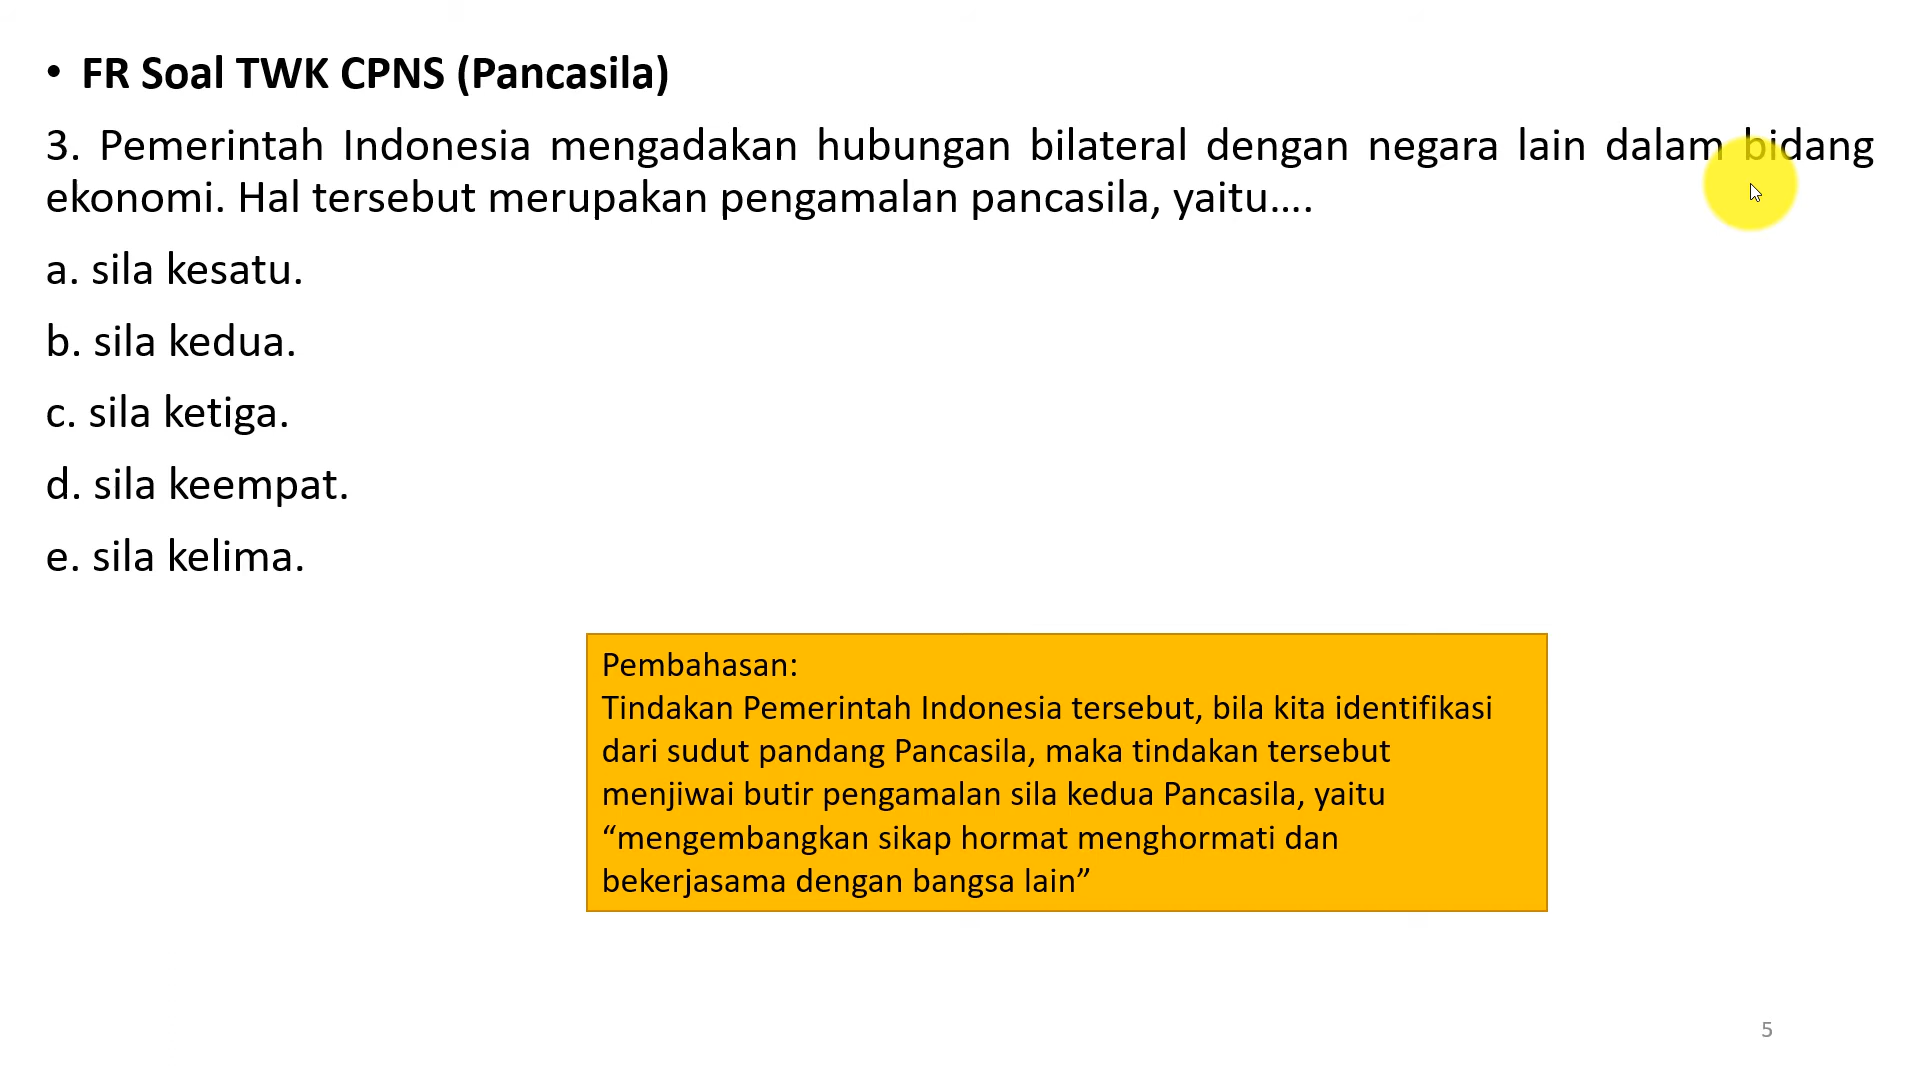 • FR Soal TWK CPNS (Pancasila)
3. Pemerintah Indonesia mengadakan hubungan bilateral dengan negara lain dalam bidang
ekonomi. Hal tersebut merupakan pengamalan pancasila, yaitu....
a. sila kesatu.
b. sila kedua.
c. sila ketiga.
d. sila keempat.
e. sila kelima.
Pembahasan:
Tindakan Pemerintah Indonesia tersebut, bila kita identifikasi
dari sudut pandang Pancasila, maka tindakan tersebut
menjiwai butir pengamalan sila kedua Pancasila, yaitu
“mengembangkan sikap hormat menghormati dan
bekerjasama dengan bangsa lain”
5